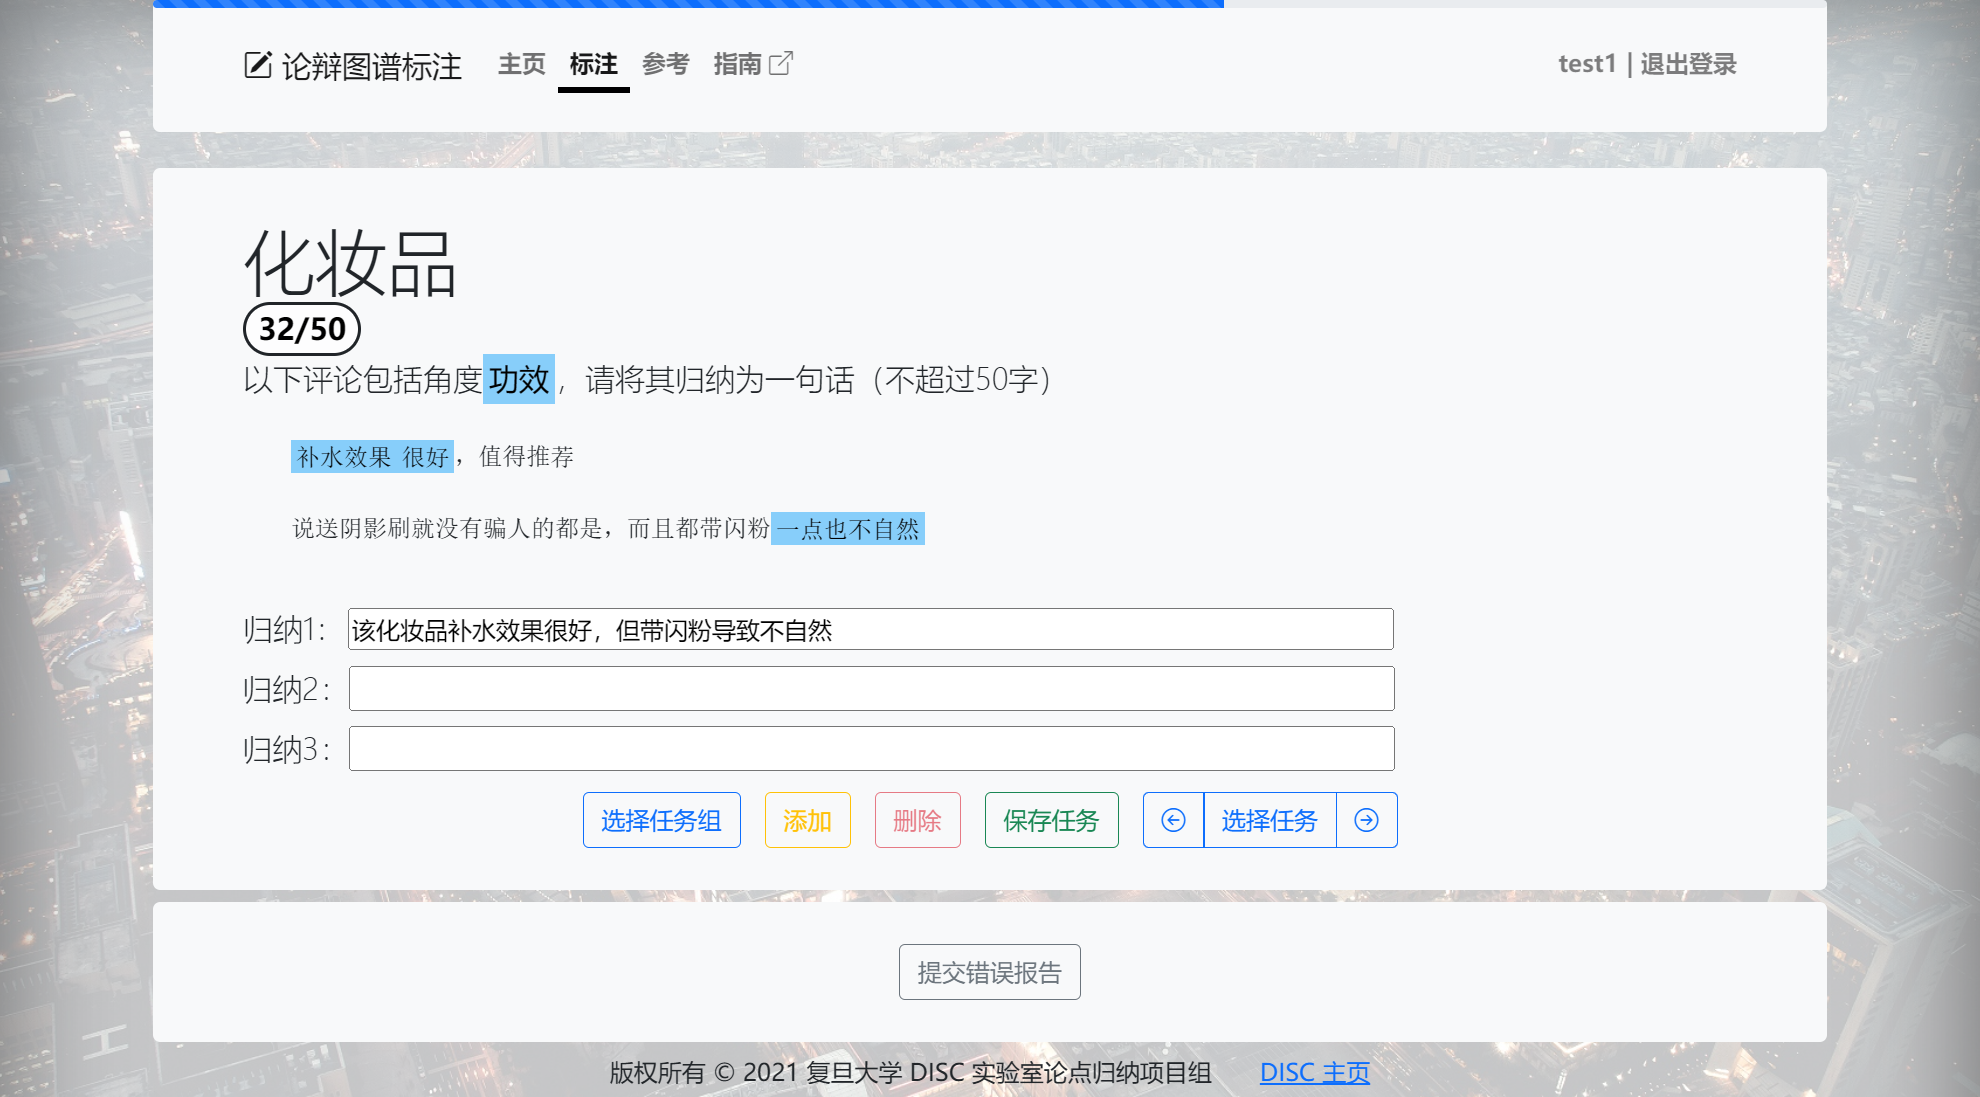 论辩图谱标注 主页 标注 参考 指南 test1 | 退出登录
化妆品
32/50
以下评论包括角度 功效 ，请将其归纳为一句话（不超过50字）
补水效果 很好 ，值得推荐
说送阴影刷就没有骗人的都是，而且都带闪粉 一点也不自然
归纳1： 该化妆品补水效果很好，但带闪粉导致不自然
归纳2：
归纳3：
选择任务组 添加 删除 保存任务 选择任务
提交错误报告
版权所有 © 2021 复旦大学 DISC 实验室论点归纳项目组 DISC 主页